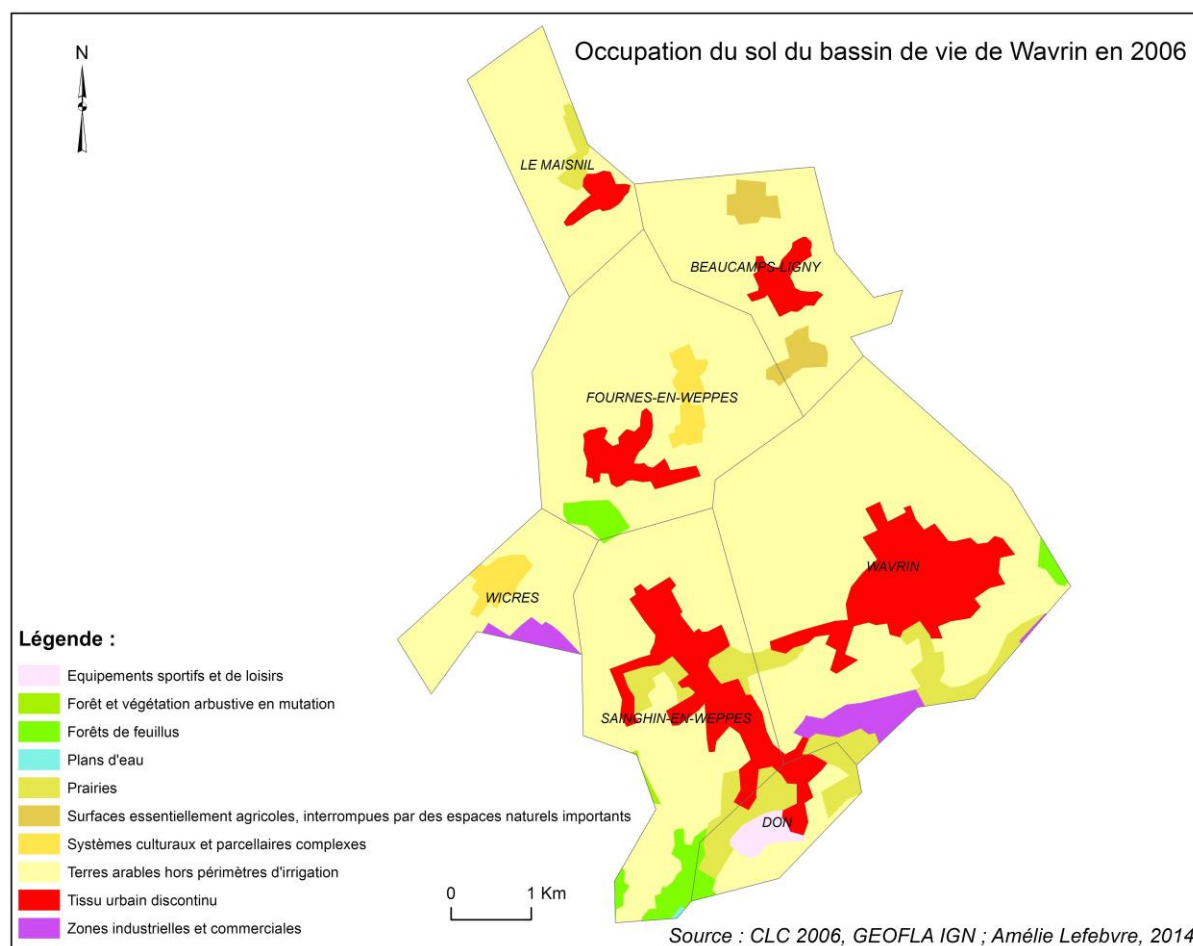 Occupation du sol du bassin de vie de Wavrin en 2006
N
LE MAISNIL
BEAUCAMPS-LIGNY
FOURNES-EN-WEPPES
WAVRIN
WICRES
SAINGHIN-EN-WEPPES
DON
Légende :
Equipements sportifs et de loisirs
Forêt et végétation arbustive en mutation
Forêts de feuillus
Plans d'eau
Prairies
Surfaces essentiellement agricoles, interrompues par des espaces naturels importants
Systèmes culturaux et parcellaires complexes
Terres arables hors périmètres d'irrigation
Tissu urbain discontinu
Zones industrielles et commerciales
0 1 Km
Source : CLC 2006, GEOFLA IGN ; Amélie Lefebvre, 2014